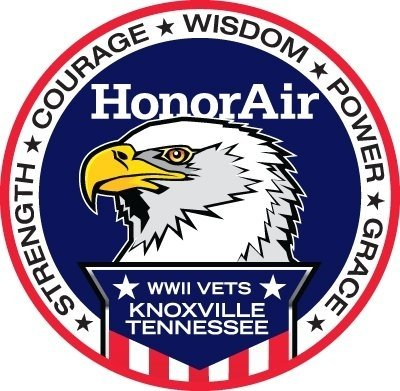 ★ STRENGTH ★ COURAGE ★ WISDOM ★ POWER ★ GRACE ★
HonorAir
★ WWII VETS ★
KNOXVILLE
TENNESSEE